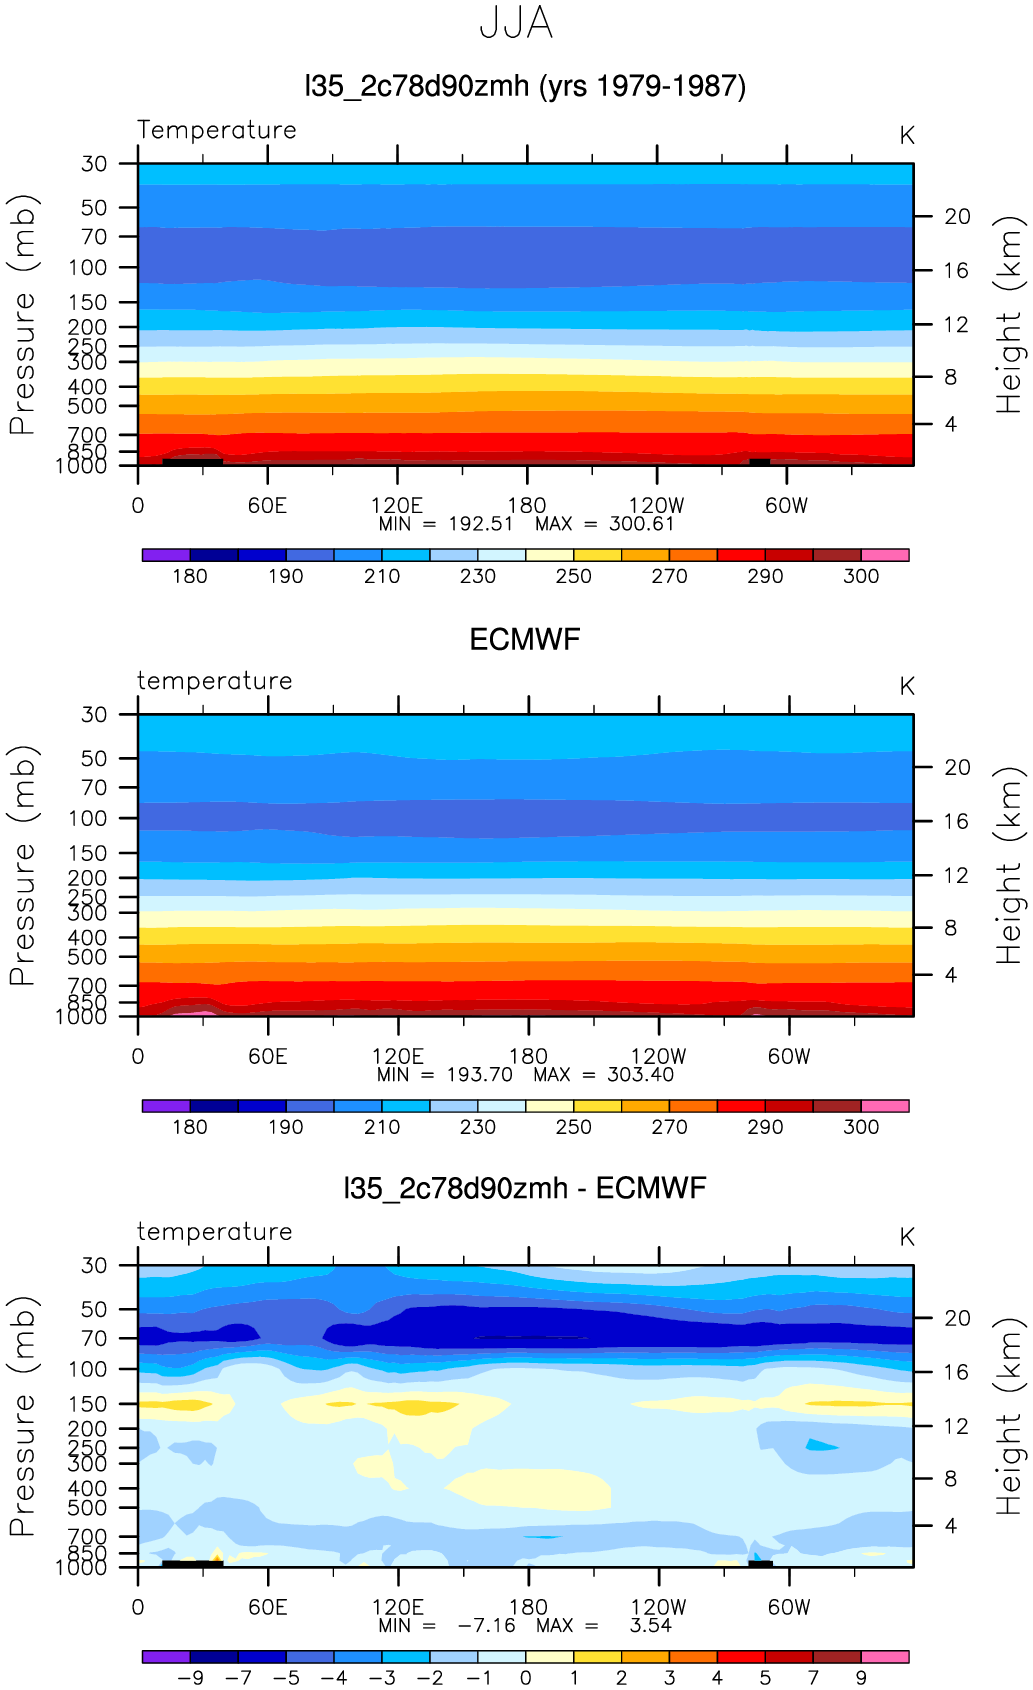 JJA
l35_2c78d90zmh (yrs 1979-1987)
Temperature K
30
50
70
100
150
200
250
300
400
500
700
850
1000
Pressure (mb)
20
16
12
8
4
Height (km)
0 60E 120E 180 120W 60W
MIN = 192.51 MAX = 300.61
180 190 210 230 250 270 290 300
ECMWF
temperature K
30
50
70
100
150
200
250
300
400
500
700
850
1000
Pressure (mb)
20
16
12
8
4
Height (km)
0 60E 120E 180 120W 60W
MIN = 193.70 MAX = 303.40
180 190 210 230 250 270 290 300
l35_2c78d90zmh - ECMWF
temperature K
30
50
70
100
150
200
250
300
400
500
700
850
1000
Pressure (mb)
20
16
12
8
4
Height (km)
0 60E 120E 180 120W 60W
MIN = -7.16 MAX = 3.54
-9 -7 -5 -4 -3 -2 -1 0 1 2 3 4 5 7 9